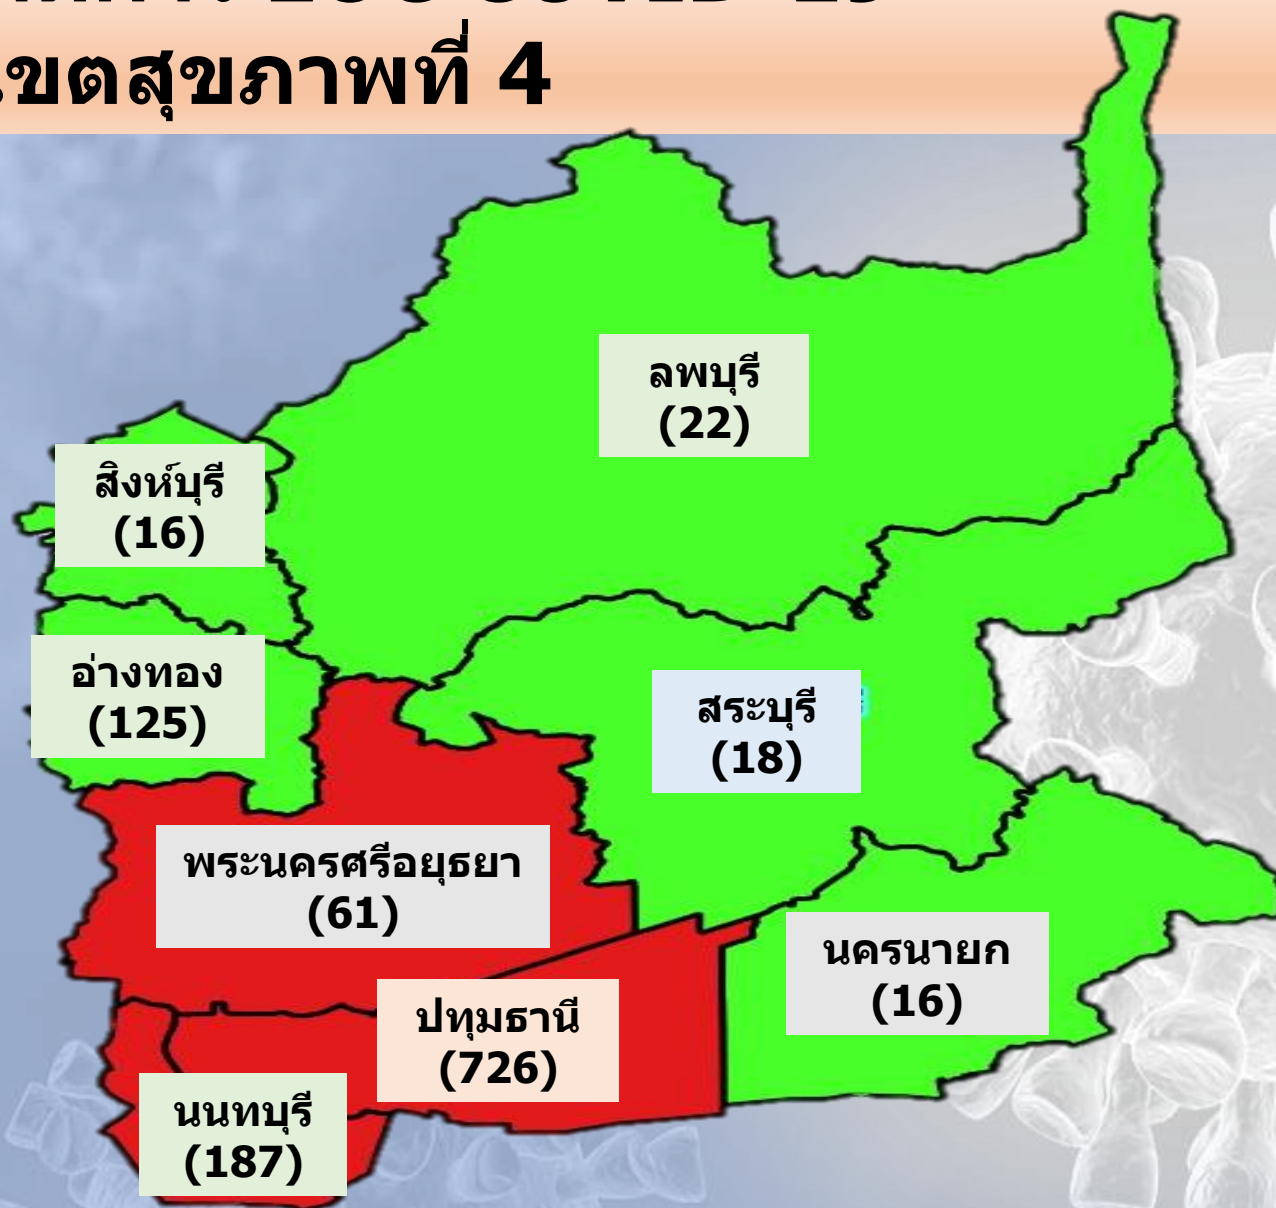 COVID-19
เขตสุขภาพที่ 4
ลพบุรี
(22)
สิงห์บุรี
(16)
อ่างทอง
(125)
สระบุรี
(18)
พระนครศรีอยุธยา
(61)
นครนายก
(16)
ปทุมธานี
(726)
นนทบุรี
(187)